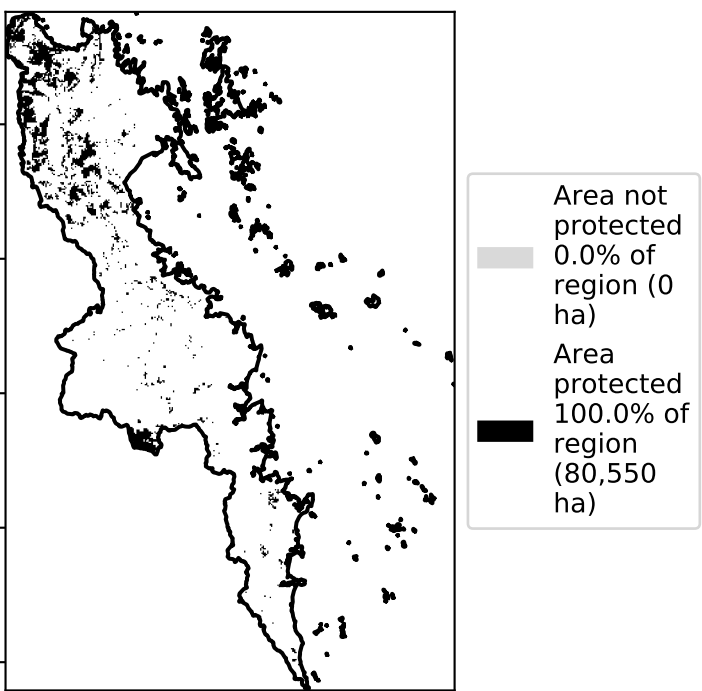 Area not
protected
0.0% of
region (0
ha)
Area
protected
100.0% of
region
(80,550
ha)